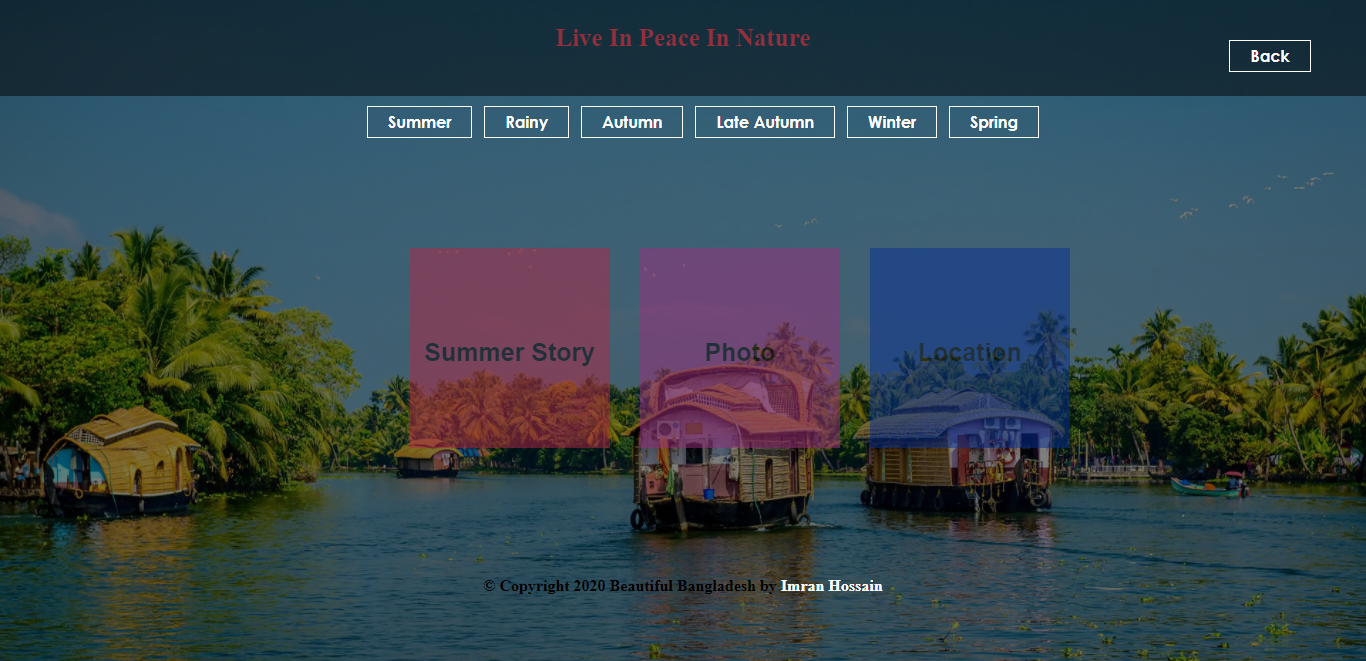 Live In Peace In Nature
Back
Summer
Rainy
Autumn
Late Autumn
Winter
Spring
Summer Story
Photo
Location
© Copyright 2020 Beautiful Bangladesh by Imran Hossain